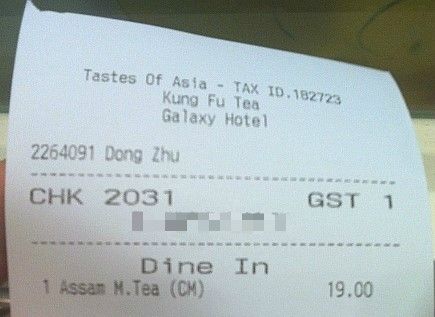 Tastes Of Asia - TAX ID.182723
Kung Fu Tea
Galaxy Hotel
2264091 Dong Zhu
CHK 2031 GST 1
Dine In
1 Assam M.Tea (CM) 19.00